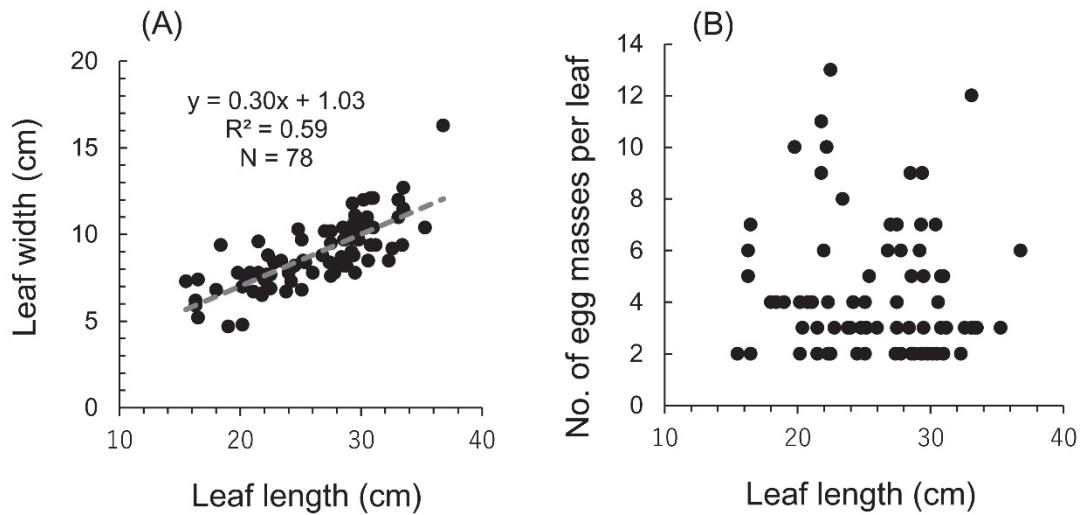 (A)
Leaf width (cm)
20
15
10
5
0
y = 0.30x + 1.03
R² = 0.59
N = 78
10 20 30 40
Leaf length (cm)
(B)
No. of egg masses per leaf
14
12
10
8
6
4
2
0
10 20 30 40
Leaf length (cm)